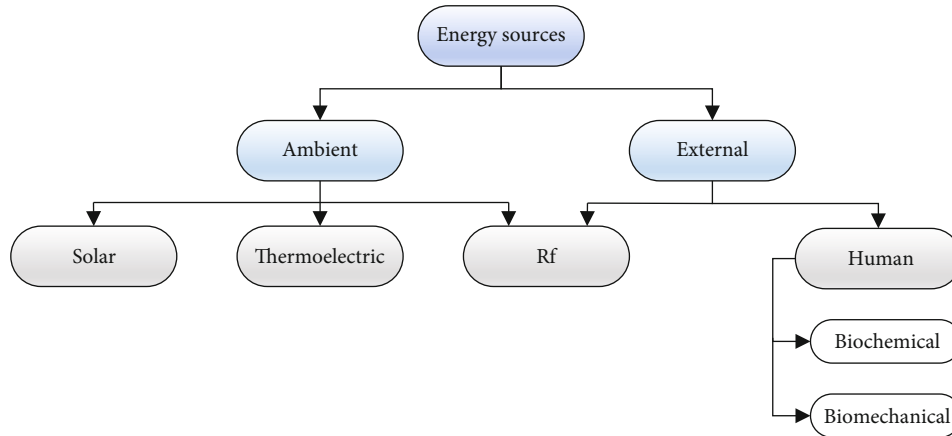 Energy sources
Ambient
External
Solar
Thermoelectric
Rf
Human
Biochemical
Biomechanical